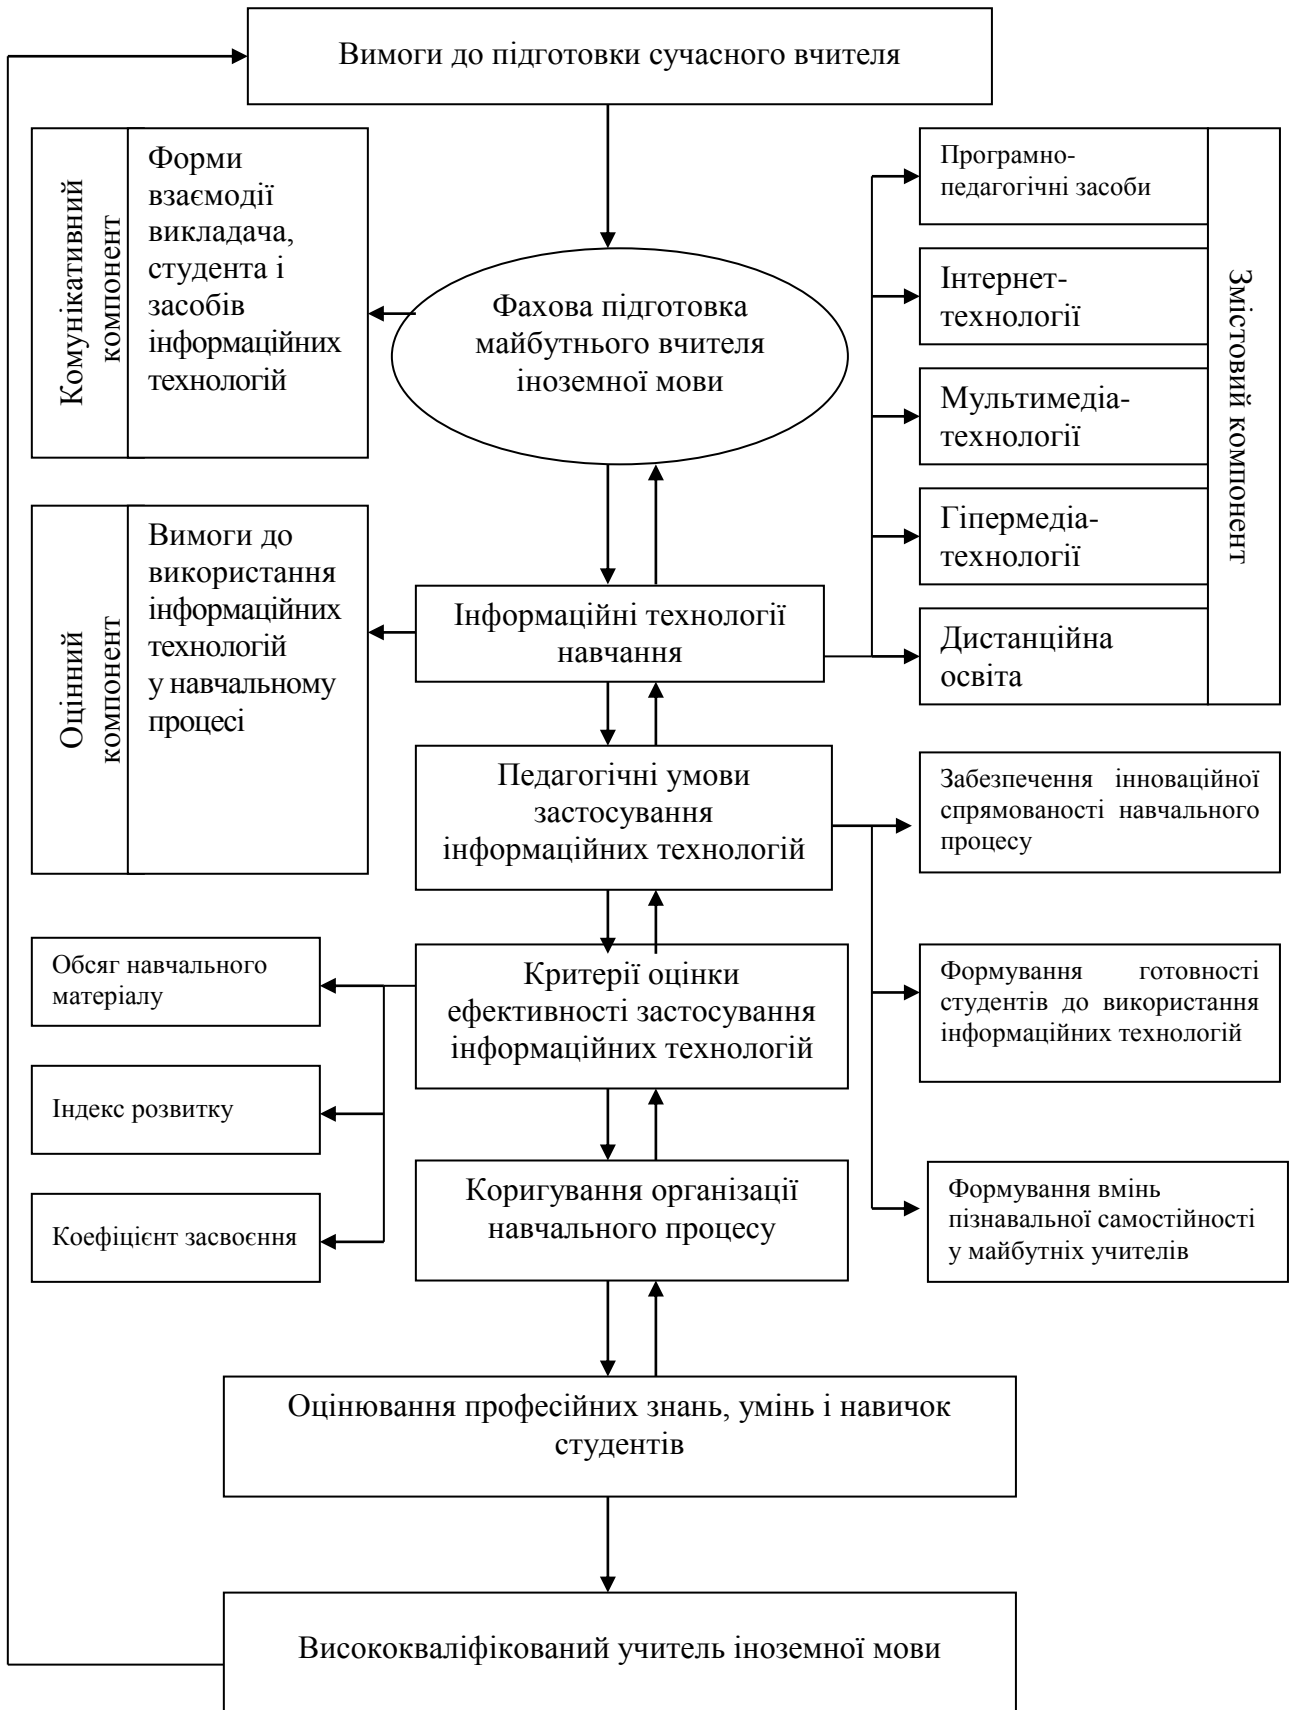 Вимоги до підготовки сучасного вчителя
Комунікативний
компонент
Форми
взаємодії
викладача,
студента і
засобів
інформаційних
технологій
Фахова підготовка
майбутнього вчителя
іноземної мови
Програмно-
педагогічні засоби
Інтернет-
технології
Мультимедіа-
технології
Гіпермедіа-
технології
Дистанційна
освіта
Змістовий компонент
Оцінний
компонент
Вимоги до
використання
інформаційних
технологій
у навчальному
процесі
Інформаційні технології
навчання
Педагогічні умови
застосування
інформаційних технологій
Забезпечення інноваційної
спрямованості навчального
процесу
Формування готовності
студентів до використання
інформаційних технологій
Формування вмінь
пізнавальної самостійності
у майбутніх учителів
Критерії оцінки
ефективності застосування
інформаційних технологій
Обсяг навчального
матеріалу
Індекс розвитку
Коефіцієнт засвоєння
Коригування організації
навчального процесу
Оцінювання професійних знань, умінь і навичок
студентів
Висококваліфікований учитель іноземної мови